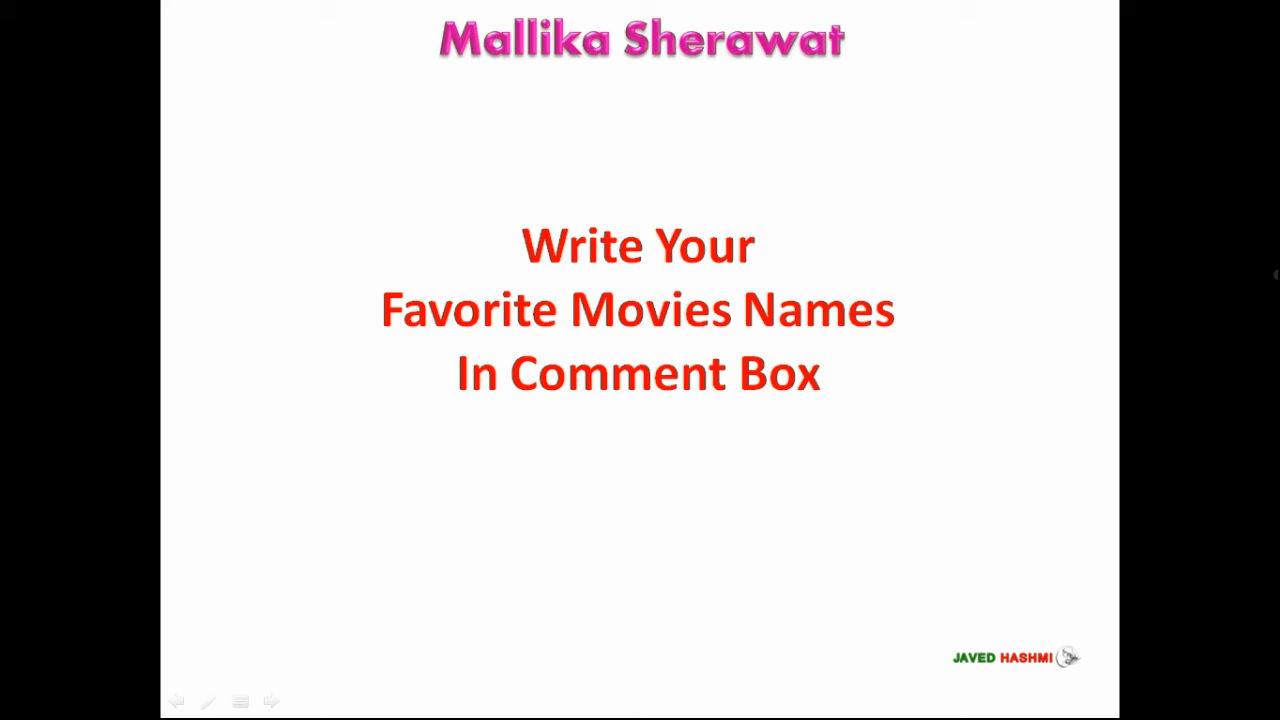 Mallika Sherawat
Write Your
Favorite Movies Names
In Comment Box
JAVED HASHMI